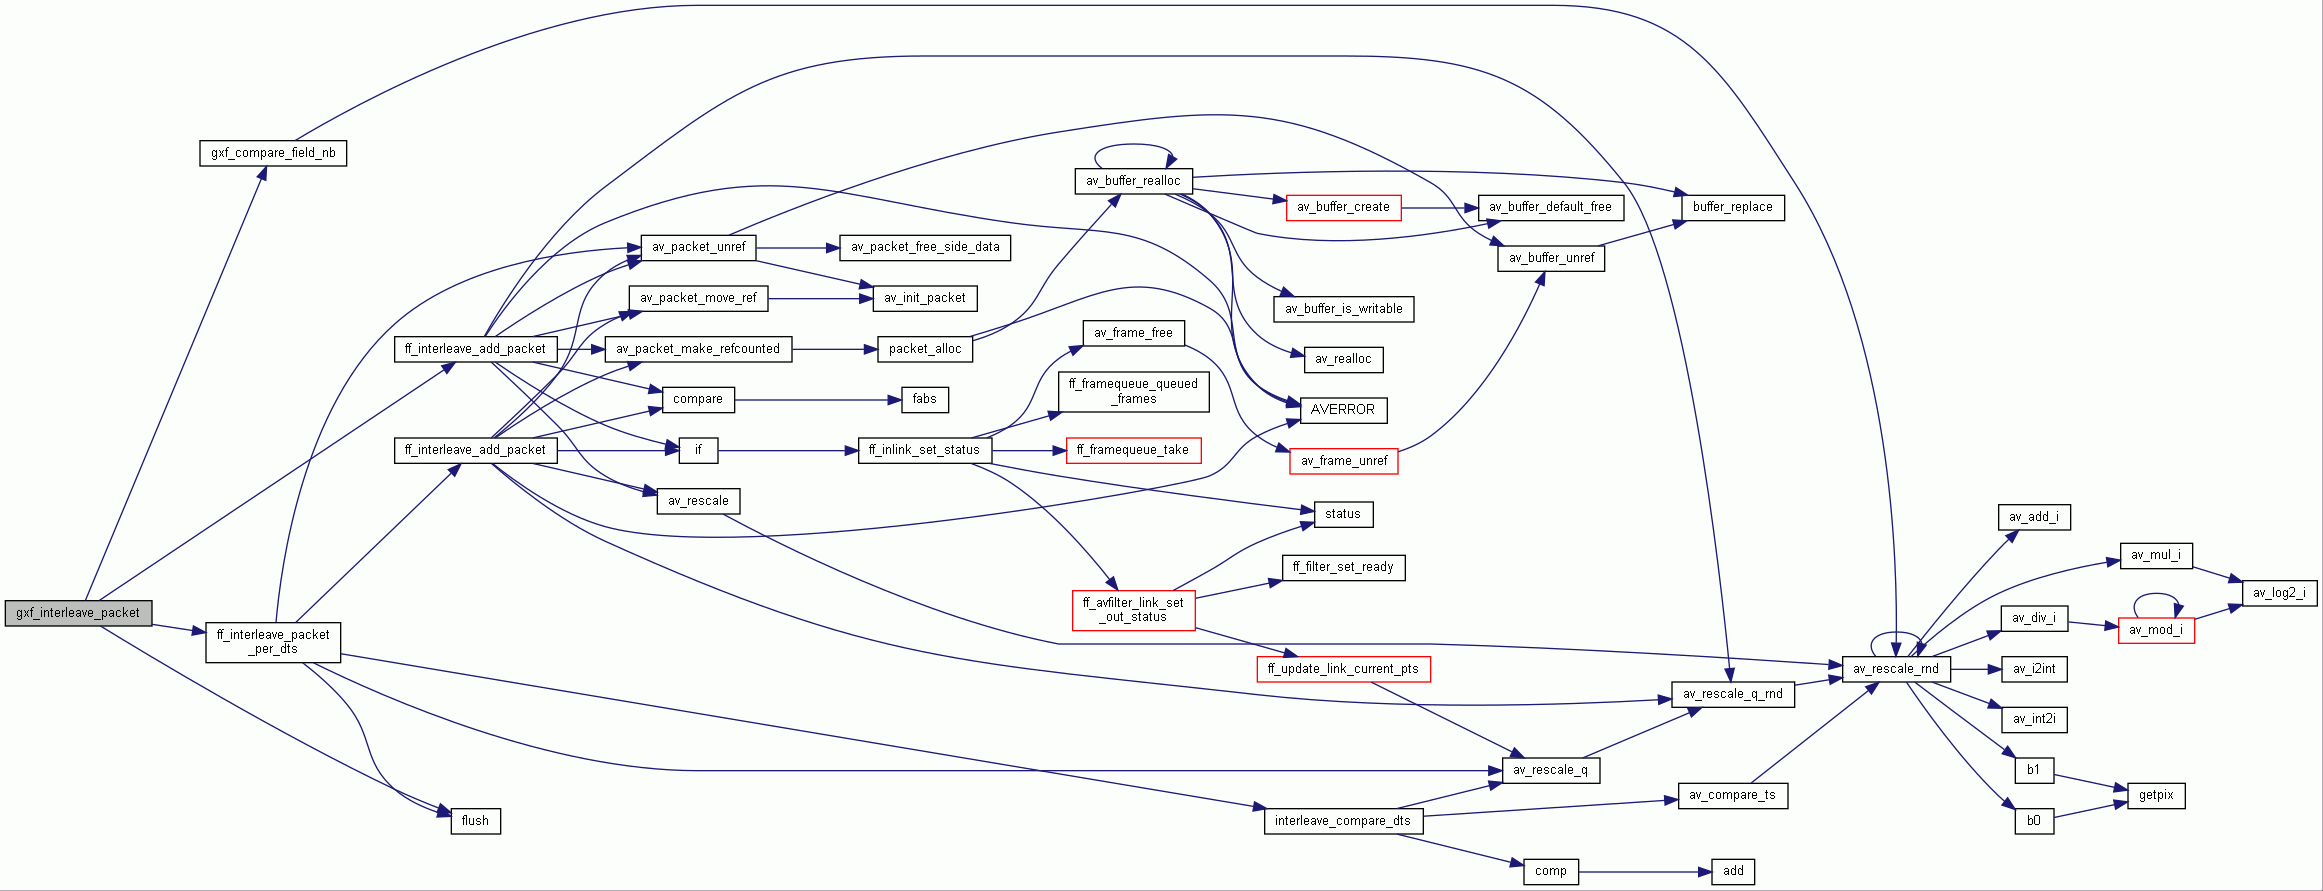 gxf_compare_field_nb
av_buffer_realloc
av_buffer_create
av_buffer_default_free
buffer_replace
av_packet_unref
av_packet_free_side_data
av_buffer_unref
av_packet_move_ref
av_init_packet
av_buffer_is_writable
av_frame_free
ff_interleave_add_packet
av_packet_make_refcounted
packet_alloc
av_realloc
ff_framequeue_queued
_frames
compare
fabs
AVERROR
ff_interleave_add_packet
if
ff_inlink_set_status
ff_framequeue_take
av_frame_unref
av_rescale
status
av_add_i
av_mul_i
ff_filter_set_ready
av_log2_i
ff_avfilter_link_set
_out_status
gxf_interleave_packet
av_div_i
av_mod_i
ff_interleave_packet
_per_dts
ff_update_link_current_pts
av_rescale_rnd
av_i2int
av_rescale_q_rnd
av_int2i
av_rescale_q
b1
av_compare_ts
getpix
flush
interleave_compare_dts
b0
comp
add